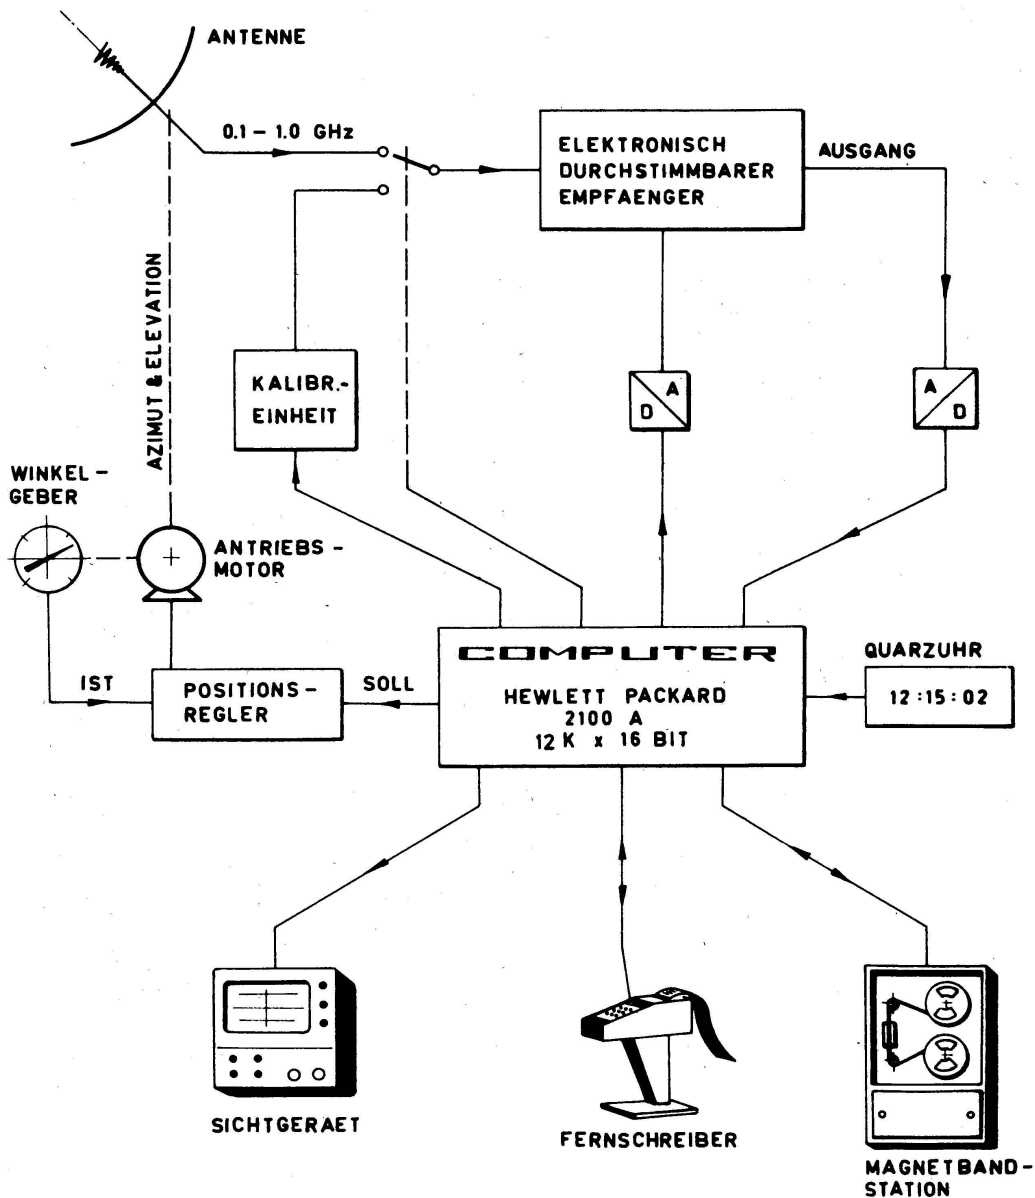 ANTENNE
0.1 – 1.0 GHz
ELEKTRONISCH
DURCHSTIMMBARER
EMPFAENGER
AUSGANG
AZIMUT & ELEVATION
KALIBR.-
EINHEIT
A
D
A
D
WINKEL-
GEBER
ANTRIEBS-
MOTOR
IST
POSITIONS-
REGLER
SOLL
COMPUTER
HEWLETT PACKARD
2100 A
12 K x 16 BIT
QUARZUHR
12:15:02
SICHTGERAET
FERNSCHREIBER
MAGNETBAND-
STATION